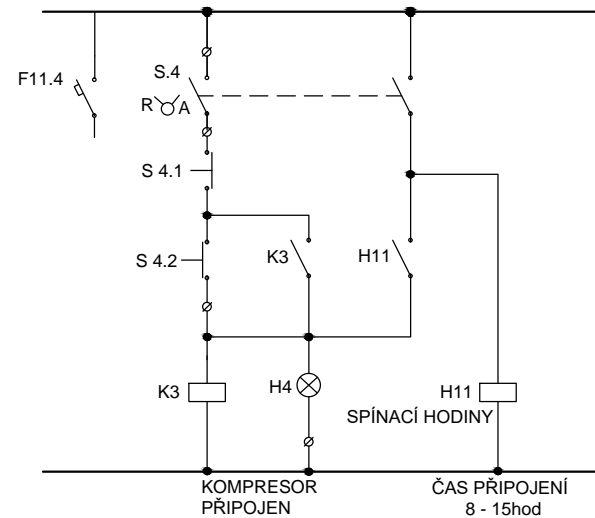 F11.4
S.4
R A
S 4.1
S 4.2
K3
H11
K3
H4
H11
SPÍNACÍ HODINY
KOMPRESOR
PŘIPOJEN
ČAS PŘIPOJENÍ
8 - 15hod